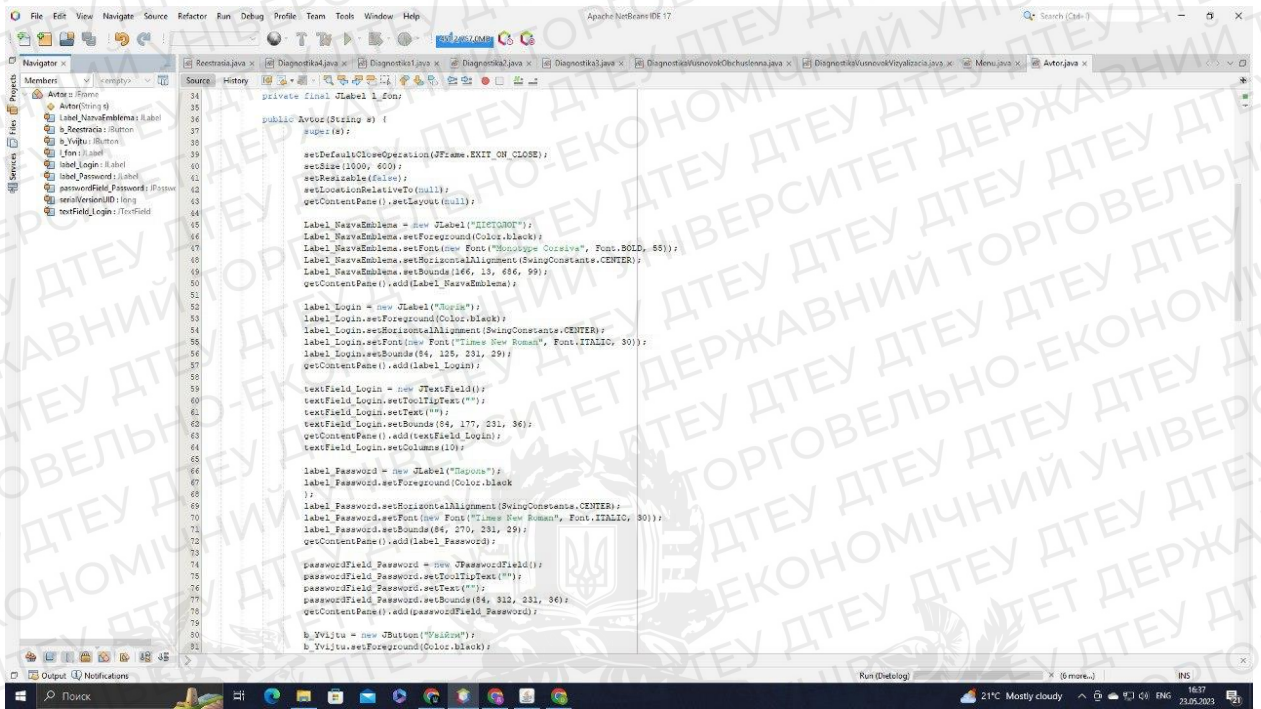 File Edit View Navigate Source Refactor Run Debug Profile Team Tools Window Help
Apache NetBeans IDE 17
Search (Ctrl+I)
Navigator ×
Reestrasia.java × Diagnostika4.java × Diagnostika1.java × Diagnostika2.java × Diagnostika3.java × DiagnostikaVusnovokObchuslenna.java × DiagnostikaVusnovokVizyalizacia.java × Menu.java × Avtor.java ×
Members <empty>
Source History
Projects
Files
Services
Avtor :: JFrame
Avtor(String s)
Label_NazvaEmblema : JLabel
b_Reestracia : JButton
b_Yvijtu : JButton
l_fon : JLabel
label_Login : JLabel
label_Password : JLabel
passwordField_Password : JPassw
serialVersionUID : long
textField_Login : JTextField
34 private final JLabel l_fon;
35
36 public Avtor(String s) {
37 super(s);
38
39 setDefaultCloseOperation(JFrame.EXIT_ON_CLOSE);
40 setSize(1000, 600);
41 setResizable(false);
42 setLocationRelativeTo(null);
43 getContentPane().setLayout(null);
44
45 Label_NazvaEmblema = new JLabel("ДІЄТОЛОГ");
46 Label_NazvaEmblema.setForeground(Color.black);
47 Label_NazvaEmblema.setFont(new Font("Monotype Corsiva", Font.BOLD, 55));
48 Label_NazvaEmblema.setHorizontalAlignment(SwingConstants.CENTER);
49 Label_NazvaEmblema.setBounds(166, 13, 686, 99);
50 getContentPane().add(Label_NazvaEmblema);
51
52 label_Login = new JLabel("Логін");
53 label_Login.setForeground(Color.black);
54 label_Login.setHorizontalAlignment(SwingConstants.CENTER);
55 label_Login.setFont(new Font("Times New Roman", Font.ITALIC, 30));
56 label_Login.setBounds(84, 125, 231, 29);
57 getContentPane().add(label_Login);
58
59 textField_Login = new JTextField();
60 textField_Login.setToolTipText("");
61 textField_Login.setText("");
62 textField_Login.setBounds(84, 177, 231, 36);
63 getContentPane().add(textField_Login);
64 textField_Login.setColumns(10);
65
66 label_Password = new JLabel("Пароль");
67 label_Password.setForeground(Color.black
68 );
69 label_Password.setHorizontalAlignment(SwingConstants.CENTER);
70 label_Password.setFont(new Font("Times New Roman", Font.ITALIC, 30));
71 label_Password.setBounds(84, 270, 231, 29);
72 getContentPane().add(label_Password);
73
74 passwordField_Password = new JPasswordField();
75 passwordField_Password.setToolTipText("");
76 passwordField_Password.setText("");
77 passwordField_Password.setBounds(84, 312, 231, 36);
78 getContentPane().add(passwordField_Password);
79
80 b_Yvijtu = new JButton("Увійти");
81 b_Yvijtu.setForeground(Color.black);
Output Notifications
Run (Dietolog) × (6 more...) INS
Поиск
21°C Mostly cloudy ENG 16:37
23.05.2023